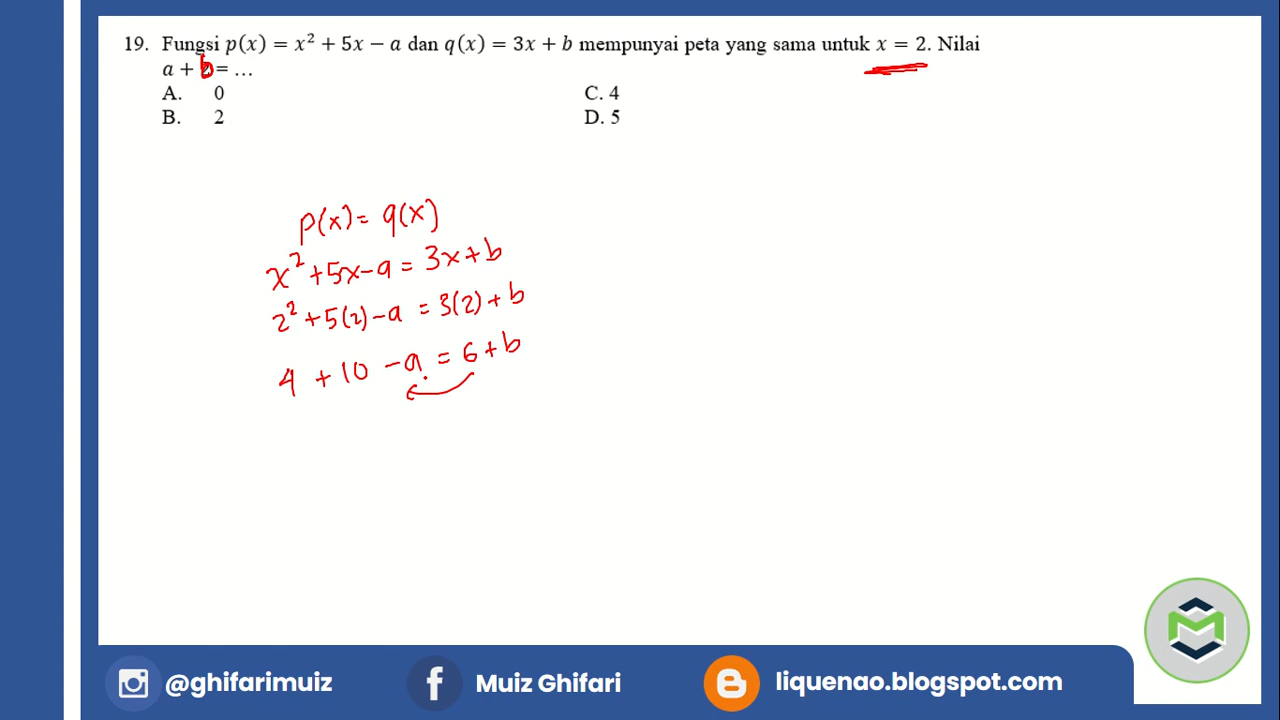 19. Fungsi p(x) = x² + 5x − a dan q(x) = 3x + b mempunyai peta yang sama untuk x = 2. Nilai
a + b = …
A. 0
C. 4
B. 2
D. 5
p(x) = q(x)
x² + 5x − a = 3x + b
2² + 5(2) − a = 3(2) + b
4 + 10 − a = 6 + b
M
@ghifarimuiz
f Muiz Ghifari
liquenao.blogspot.com